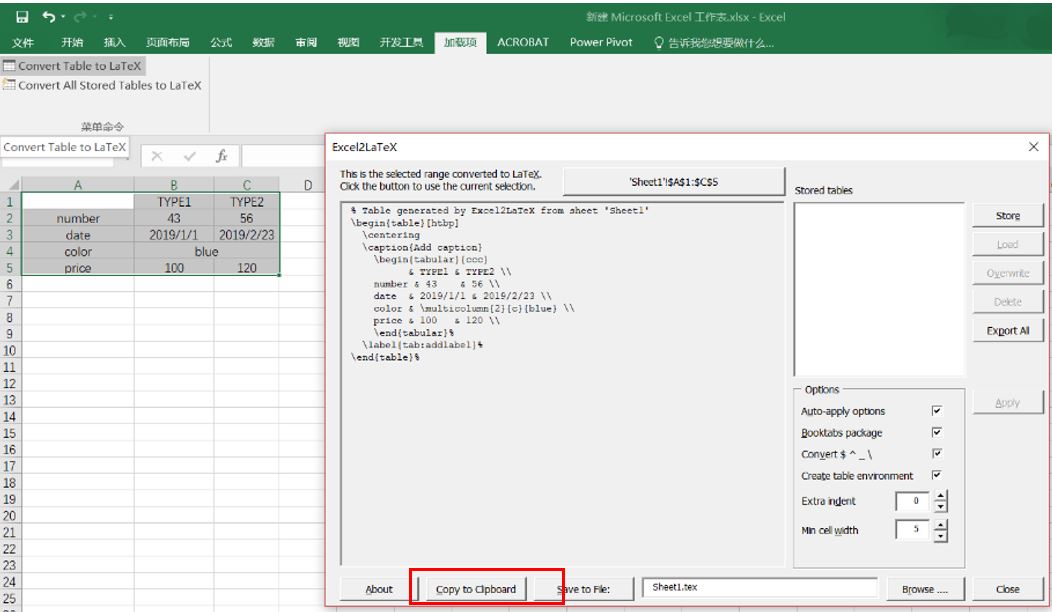 新建 Microsoft Excel 工作表.xlsx - Excel
文件 开始 插入 页面布局 公式 数据 审阅 视图 开发工具 加载项 ACROBAT Power Pivot 告诉我您想要做什么...
Convert Table to LaTeX
Convert All Stored Tables to LaTeX
菜单命令
Convert Table to LaTeX
fx
A B C D
1 TYPE1 TYPE2
2 number 43 56
3 date 2019/1/1 2019/2/23
4 color blue
5 price 100 120
6
7
8
9
10
11
12
13
14
15
16
17
18
19
20
21
22
23
24
25
Excel2LaTeX
This is the selected range converted to LaTeX.
Click the button to use the current selection.
'Sheet1'!$A$1:$C$5
% Table generated by Excel2LaTeX from sheet 'Sheet1'
\begin{table}[htbp]
\centering
\caption{Add caption}
\begin{tabular}{ccc}
& TYPE1 & TYPE2 \\
number & 43 & 56 \\
date & 2019/1/1 & 2019/2/23 \\
color & \multicolumn{2}{c}{blue} \\
price & 100 & 120 \\
\end{tabular}%
\label{tab:addlabel}%
\end{table}%
Stored tables
Store
Load
Overwrite
Delete
Export All
Options
Auto-apply options
Booktabs package
Convert $ ^ _ \
Create table environment
Extra indent 0
Min cell width 5
Apply
About
Copy to Clipboard
Save to File:
Sheet1.tex
Browse ....
Close